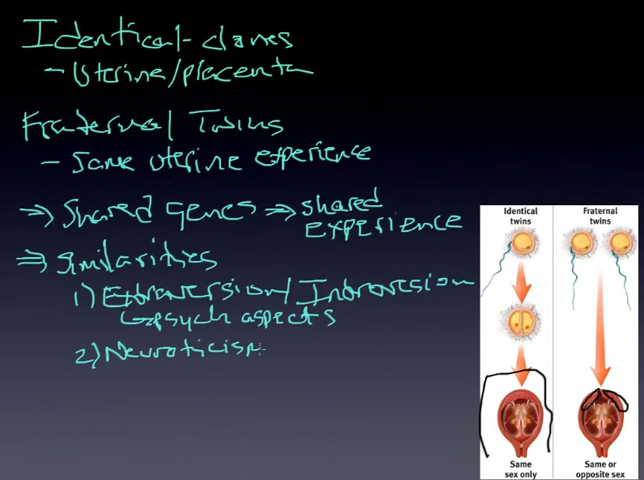 Identical - clones
- Uterine/placenta
Fraternal Twins
- Same uterine experience
→ Shared Genes → shared experience
⇒ Similarities
1) Extraversion/Introversion
↳ psych aspects
2) Neuroticism
Identical twins
Fraternal twins
Same sex only
Same or opposite sex